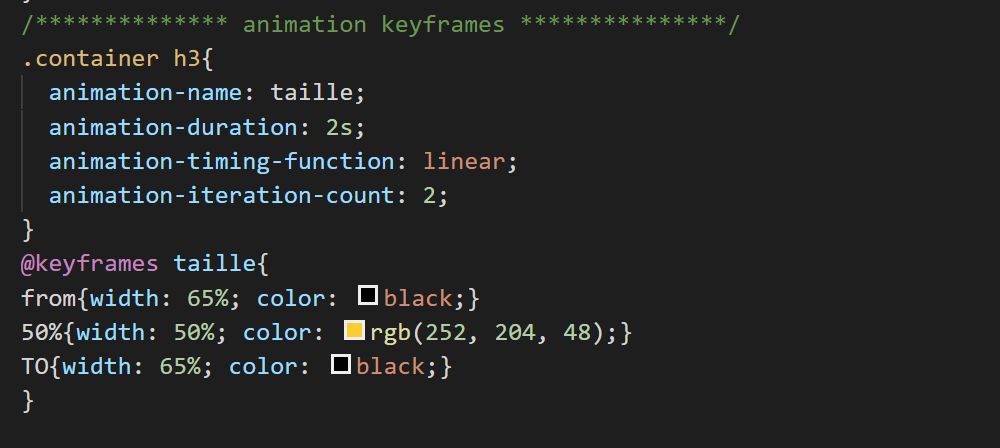 /************** animation keyframes ***************/
.container h3{
animation-name: taille;
animation-duration: 2s;
animation-timing-function: linear;
animation-iteration-count: 2;
}
@keyframes taille{
from{width: 65%; color: black;}
50%{width: 50%; color: rgb(252, 204, 48);}
TO{width: 65%; color: black;}
}